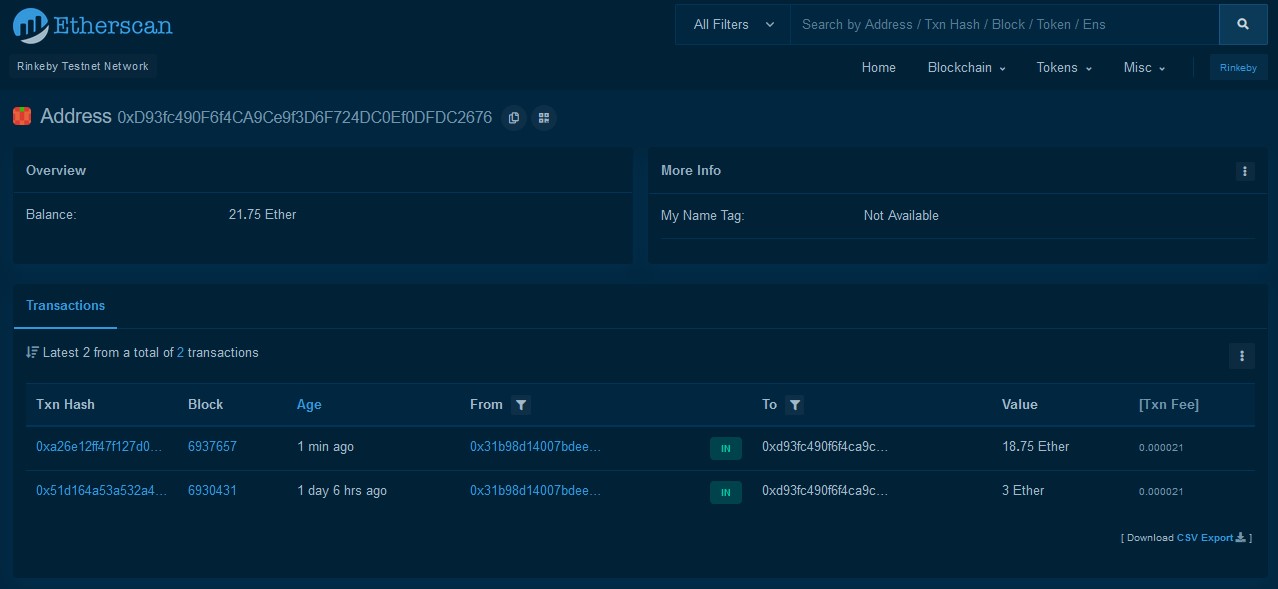 Etherscan
All Filters
Search by Address / Txn Hash / Block / Token / Ens
Rinkeby Testnet Network
Home Blockchain Tokens Misc Rinkeby
Address 0xD93fc490F6f4CA9Ce9f3D6F724DC0Ef0DFDC2676
Overview
Balance: 21.75 Ether
More Info
My Name Tag: Not Available
Transactions
Latest 2 from a total of 2 transactions
Txn Hash Block Age From To Value [Txn Fee]
0xa26e12ff47f127d0... 6937657 1 min ago 0x31b98d14007bdee... IN 0xd93fc490f6f4ca9c... 18.75 Ether 0.000021
0x51d164a53a532a4... 6930431 1 day 6 hrs ago 0x31b98d14007bdee... IN 0xd93fc490f6f4ca9c... 3 Ether 0.000021
[ Download CSV Export ]